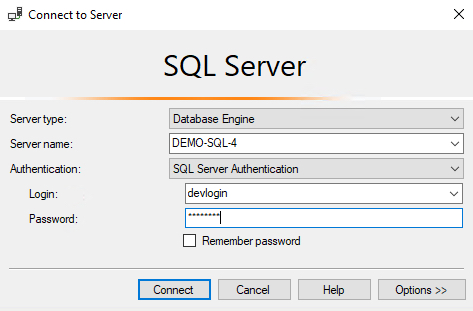 Connect to Server
SQL Server
Server type: Database Engine
Server name: DEMO-SQL-4
Authentication: SQL Server Authentication
Login: devlogin
Password: ********
Remember password
Connect Cancel Help Options >>